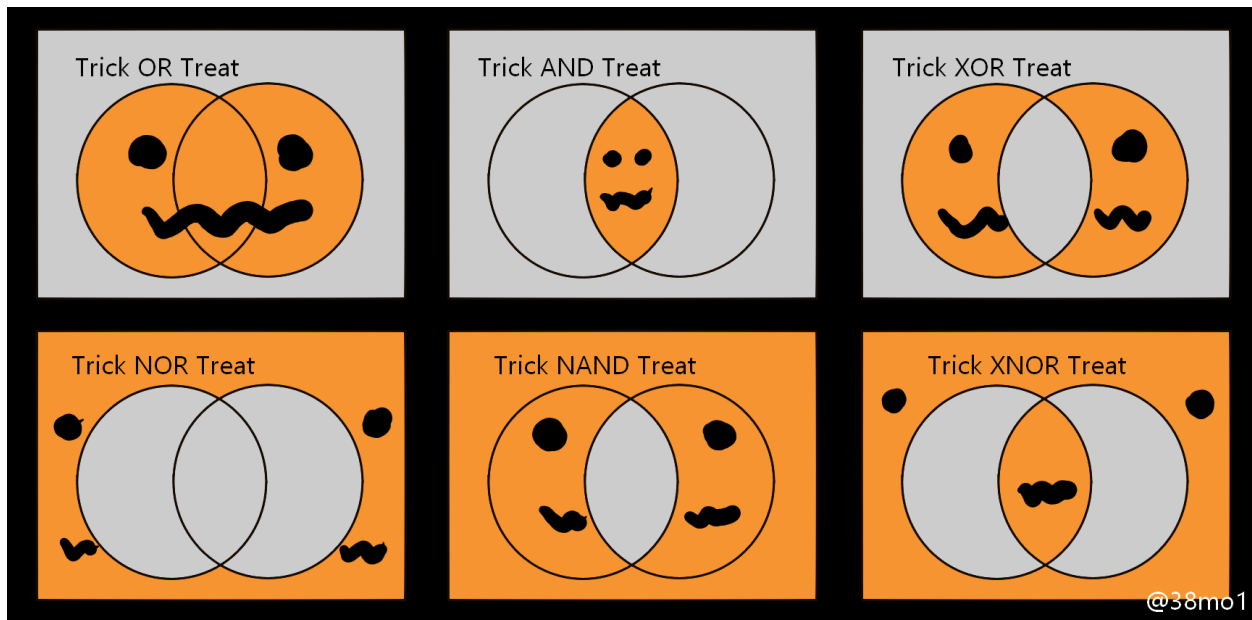 Trick OR Treat
Trick AND Treat
Trick XOR Treat
Trick NOR Treat
Trick NAND Treat
Trick XNOR Treat
@38mo1